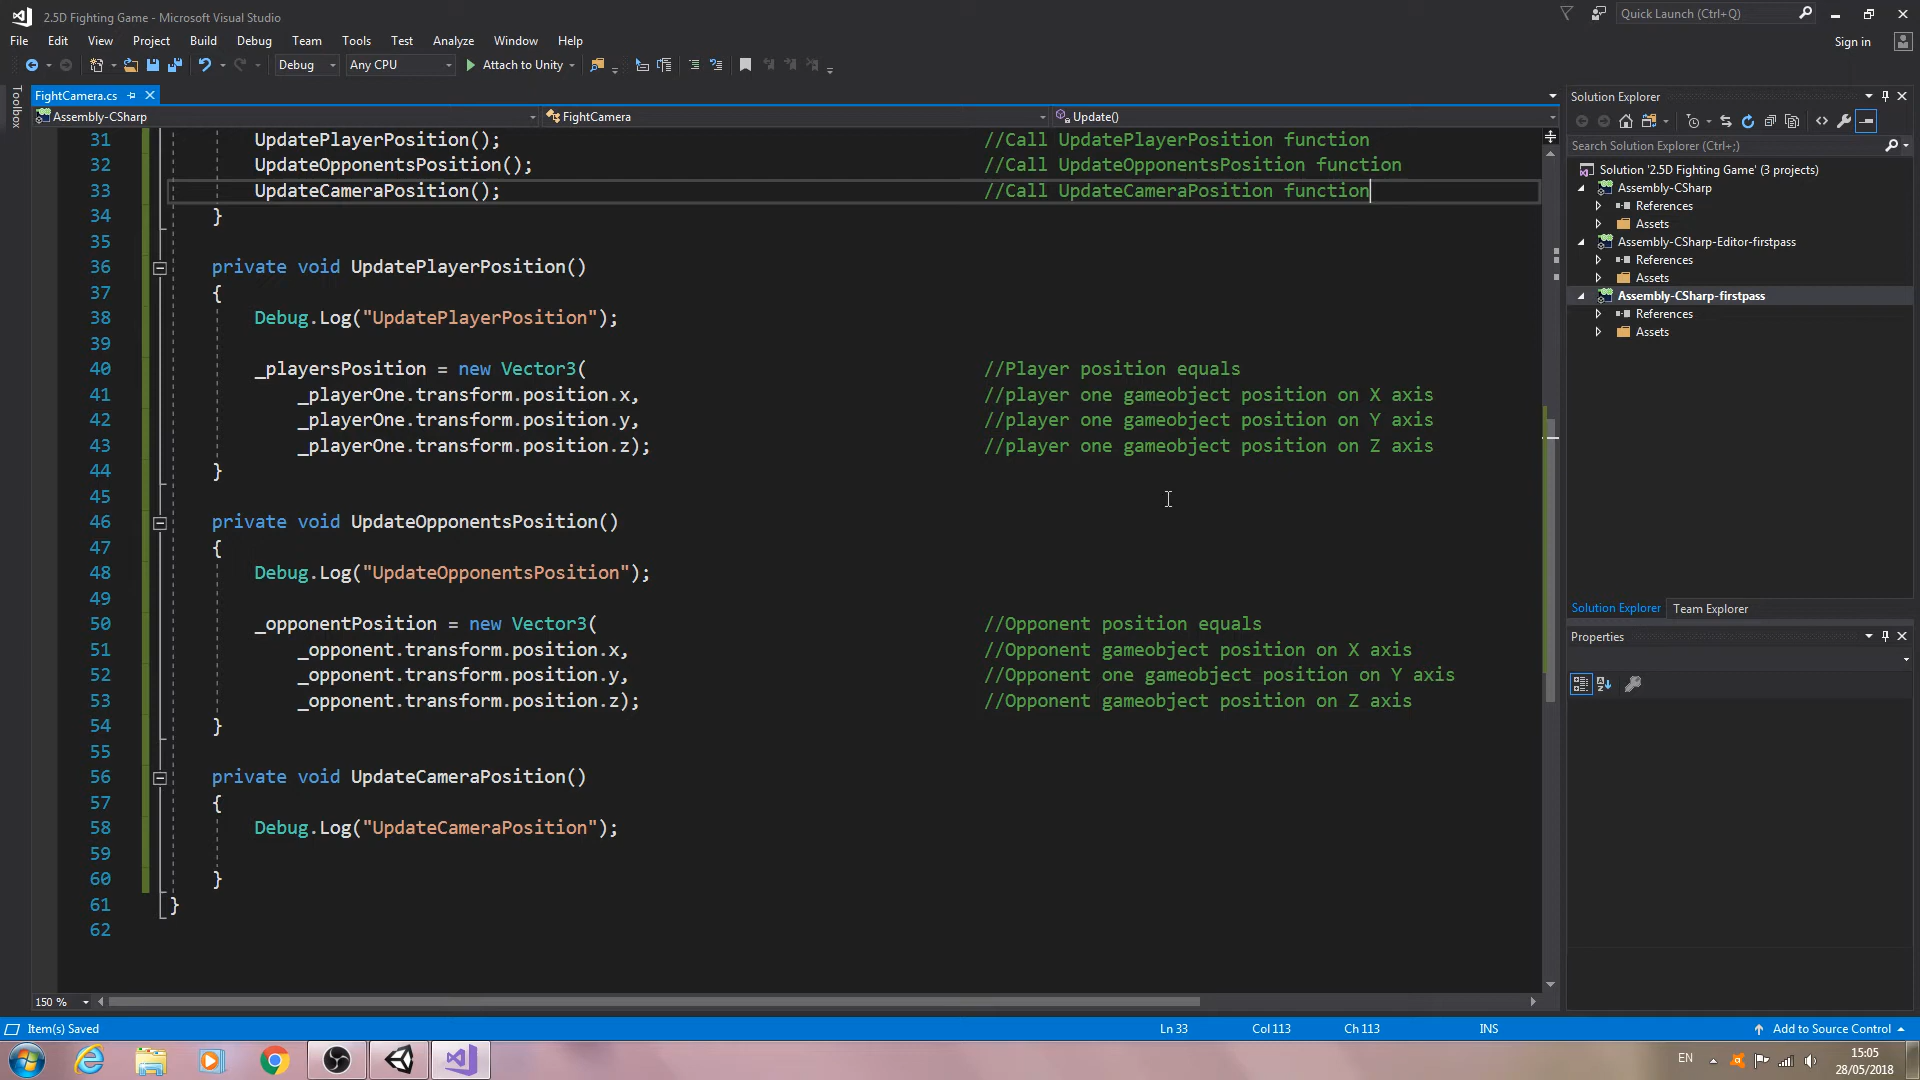 2.5D Fighting Game - Microsoft Visual Studio
Quick Launch (Ctrl+Q)
File Edit View Project Build Debug Team Tools Test Analyze Window Help
Sign in
Debug Any CPU Attach to Unity
Toolbox
FightCamera.cs
Assembly-CSharp FightCamera Update()
31 UpdatePlayerPosition(); //Call UpdatePlayerPosition function
32 UpdateOpponentsPosition(); //Call UpdateOpponentsPosition function
33 UpdateCameraPosition(); //Call UpdateCameraPosition function
34 }
35
36 private void UpdatePlayerPosition()
37 {
38 Debug.Log("UpdatePlayerPosition");
39
40 _playersPosition = new Vector3( //Player position equals
41 _playerOne.transform.position.x, //player one gameobject position on X axis
42 _playerOne.transform.position.y, //player one gameobject position on Y axis
43 _playerOne.transform.position.z); //player one gameobject position on Z axis
44 }
45
46 private void UpdateOpponentsPosition()
47 {
48 Debug.Log("UpdateOpponentsPosition");
49
50 _opponentPosition = new Vector3( //Opponent position equals
51 _opponent.transform.position.x, //Opponent gameobject position on X axis
52 _opponent.transform.position.y, //Opponent one gameobject position on Y axis
53 _opponent.transform.position.z); //Opponent gameobject position on Z axis
54 }
55
56 private void UpdateCameraPosition()
57 {
58 Debug.Log("UpdateCameraPosition");
59
60 }
61 }
62
150 %
Solution Explorer
Search Solution Explorer (Ctrl+;)
Solution '2.5D Fighting Game' (3 projects)
Assembly-CSharp
References
Assets
Assembly-CSharp-Editor-firstpass
References
Assets
Assembly-CSharp-firstpass
References
Assets
Solution Explorer Team Explorer
Properties
Item(s) Saved Ln 33 Col 113 Ch 113 INS Add to Source Control
EN
15:05
28/05/2018